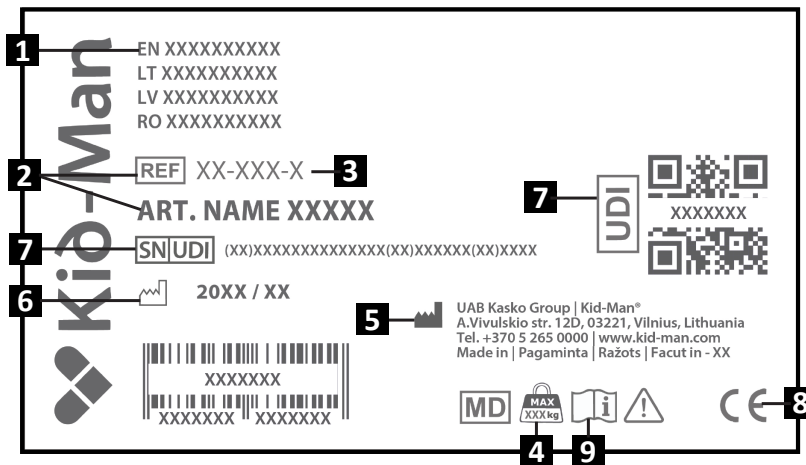 1
EN XXXXXXXXXX
LT XXXXXXXXXX
LV XXXXXXXXXX
RO XXXXXXXXXX
Kið-Man
2
REF XX-XXX-X
3
ART. NAME XXXXX
7
SN UDI (XX)XXXXXXXXXXXXXX(XX)XXXXXX(XX)XXXX
7
UDI
XXXXXXX
6
20XX / XX
5
UAB Kasko Group | Kid-Man®
A.Vivulskio str. 12D, 03221, Vilnius, Lithuania
Tel. +370 5 265 0000 | www.kid-man.com
Made in | Pagaminta | Ražots | Facut in - XX
XXXXXXX
XXXXXXX XXXXXXX
MD
MAX
XXX kg
i
CE
8
4
9